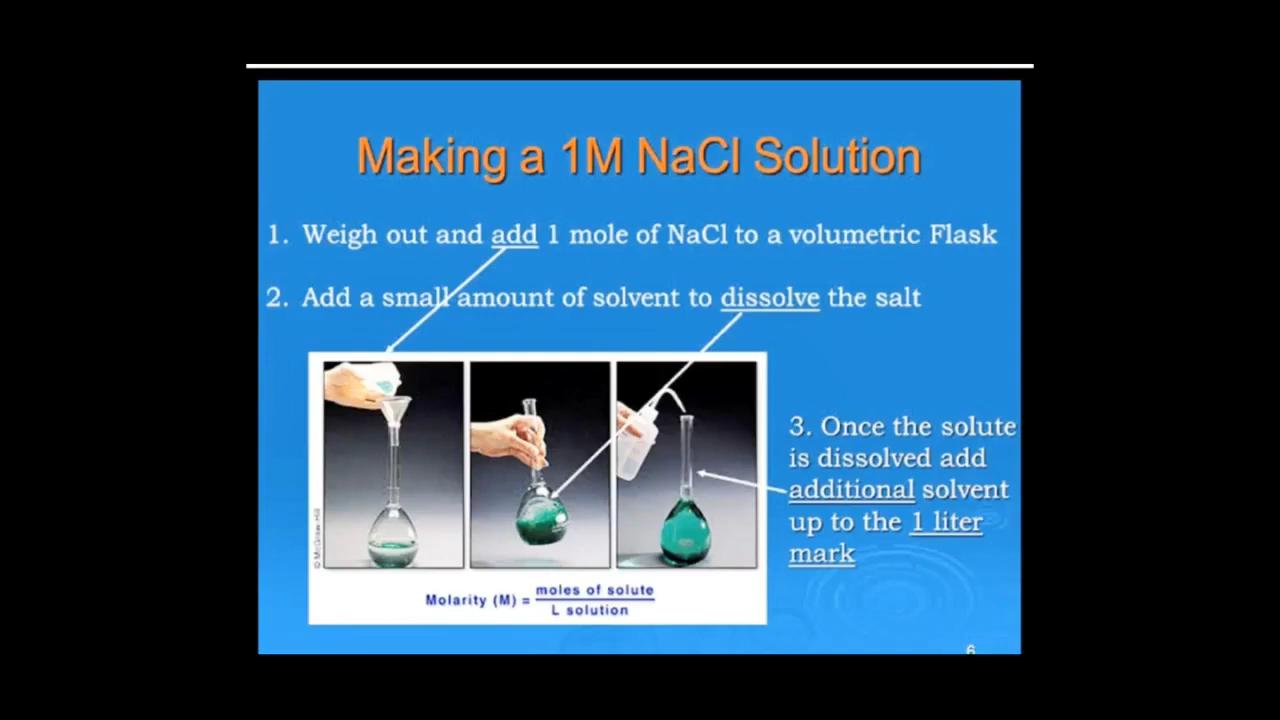 Making a 1M NaCl Solution
1. Weigh out and add 1 mole of NaCl to a volumetric Flask
2. Add a small amount of solvent to dissolve the salt
3. Once the solute
is dissolved add
additional solvent
up to the 1 liter
mark
© McGraw-Hill
Molarity (M) = moles of solute
L solution
6